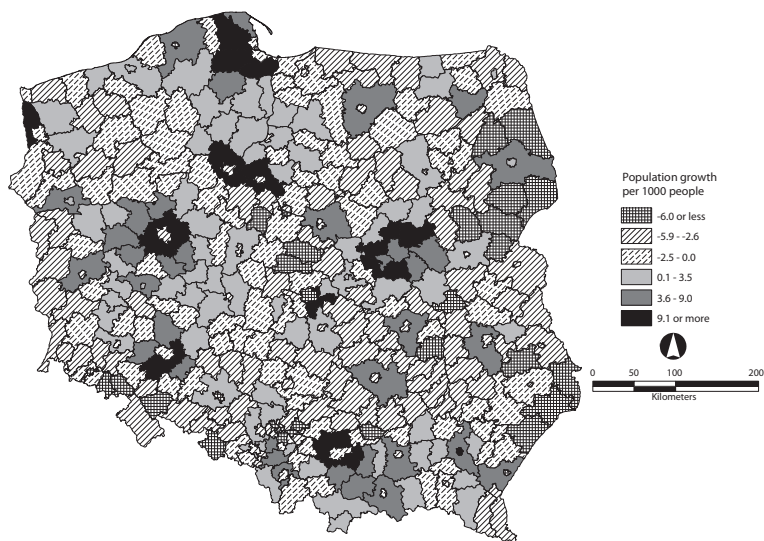 Population growth
per 1000 people
-6.0 or less
-5.9 - -2.6
-2.5 - 0.0
0.1 - 3.5
3.6 - 9.0
9.1 or more
0 50 100 200
Kilometers